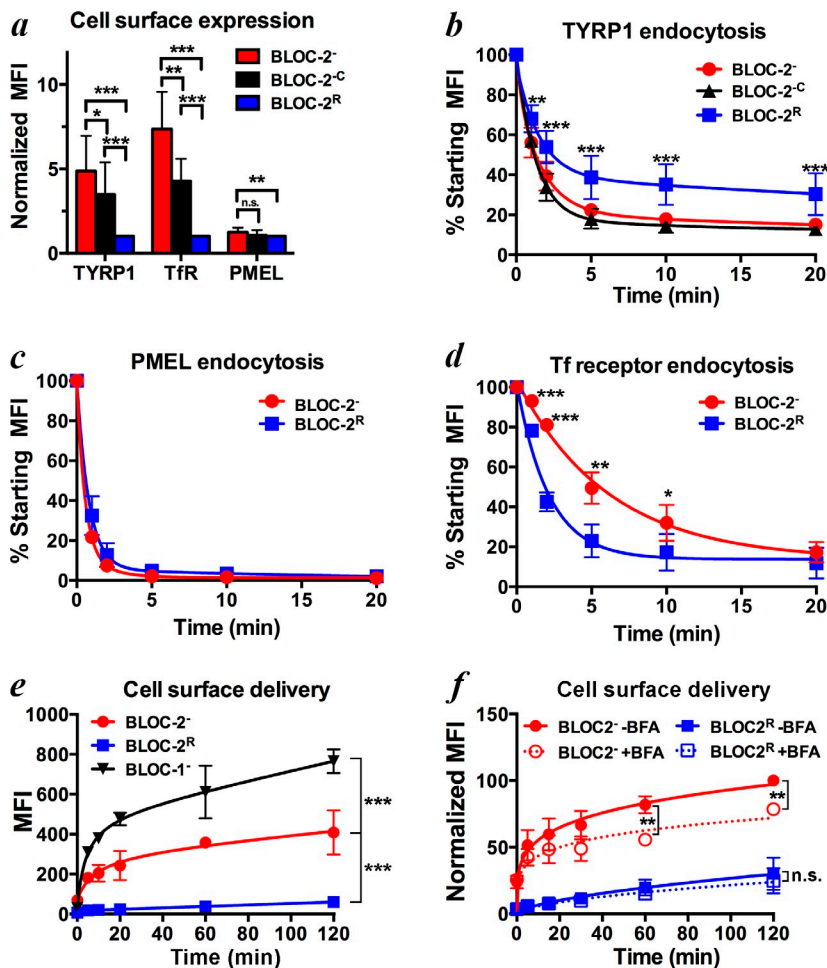 a Cell surface expression
Normalized MFI
10
5
0
*** * ***
*** ** ***
** n.s.
BLOC-2-
BLOC-2-C
BLOC-2R
TYRP1 TfR PMEL
b TYRP1 endocytosis
% Starting MFI
100
80
60
40
20
0
** *** *** *** ***
BLOC-2-
BLOC-2-C
BLOC-2R
0 5 10 15 20
Time (min)
c PMEL endocytosis
% Starting MFI
100
80
60
40
20
0
BLOC-2-
BLOC-2R
0 5 10 15 20
Time (min)
d Tf receptor endocytosis
% Starting MFI
100
80
60
40
20
0
*** *** ** *
BLOC-2-
BLOC-2R
0 5 10 15 20
Time (min)
e Cell surface delivery
MFI
1000
800
600
400
200
0
BLOC-2-
BLOC-2R
BLOC-1-
***
***
0 20 40 60 80 100 120
Time (min)
f Cell surface delivery
Normalized MFI
150
100
50
0
BLOC2- -BFA BLOC2R -BFA
BLOC2- +BFA BLOC2R +BFA
** **
n.s.
0 20 40 60 80 100 120
Time (min)